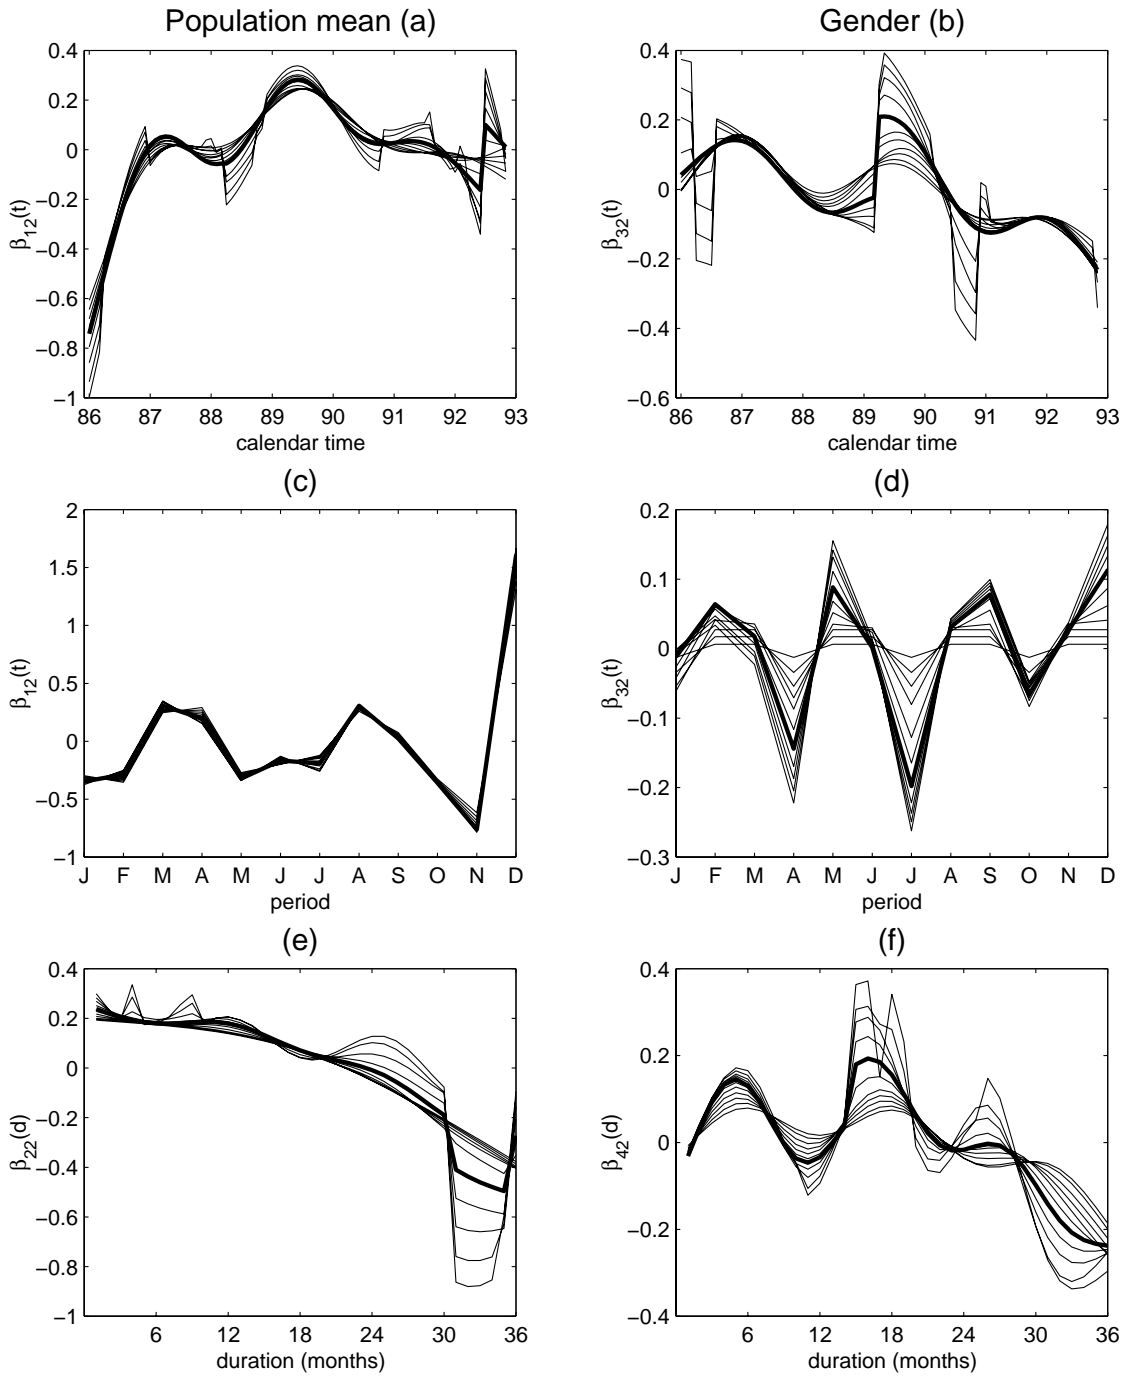 Population mean (a)
0.4
0.2
0
−0.2
−0.4
−0.6
−0.8
−1
β12(t)
86 87 88 89 90 91 92 93
calendar time
Gender (b)
0.4
0.2
0
−0.2
−0.4
−0.6
β32(t)
86 87 88 89 90 91 92 93
calendar time
(c)
2
1.5
1
0.5
0
−0.5
−1
β12(t)
J F M A M J J A S O N D
period
(d)
0.2
0.1
0
−0.1
−0.2
−0.3
β32(t)
J F M A M J J A S O N D
period
(e)
0.4
0.2
0
−0.2
−0.4
−0.6
−0.8
−1
β22(d)
6 12 18 24 30 36
duration (months)
(f)
0.4
0.2
0
−0.2
−0.4
β42(d)
6 12 18 24 30 36
duration (months)